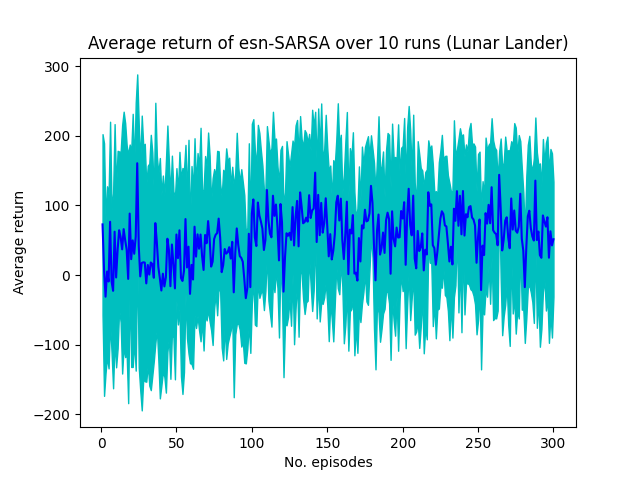 Average return of esn-SARSA over 10 runs (Lunar Lander)
300
200
100
0
−100
−200
Average return
0 50 100 150 200 250 300
No. episodes